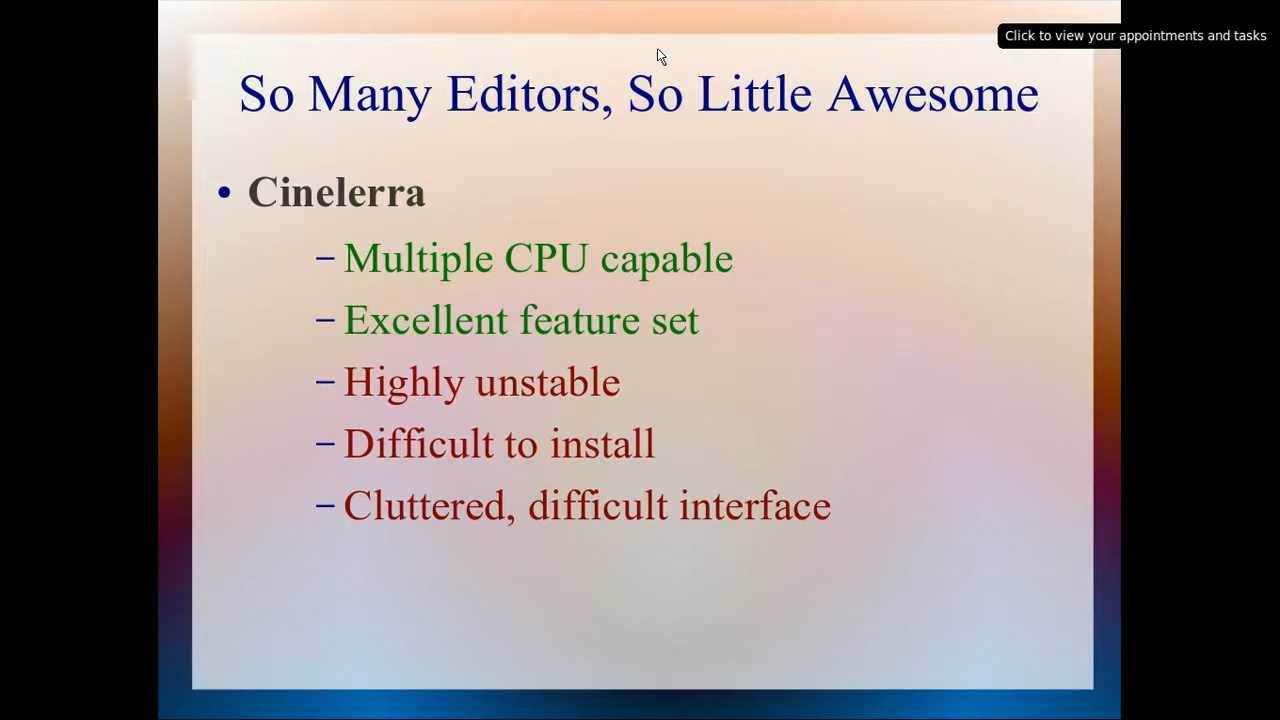 Click to view your appointments and tasks
So Many Editors, So Little Awesome
• Cinelerra
– Multiple CPU capable
– Excellent feature set
– Highly unstable
– Difficult to install
– Cluttered, difficult interface